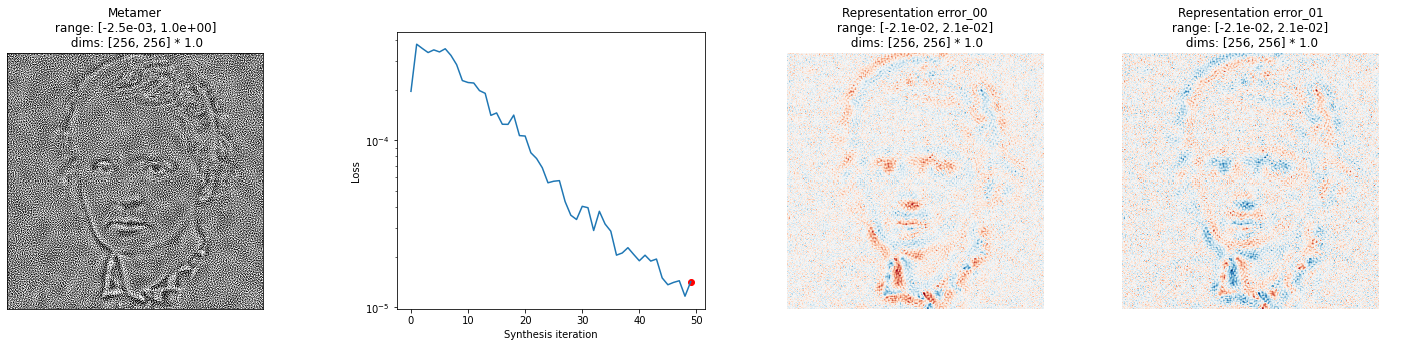 Metamer
range: [-2.5e-03, 1.0e+00]
dims: [256, 256] * 1.0
Loss
10⁻⁴
10⁻⁵
0
10
20
30
40
50
Synthesis iteration
Representation error_00
range: [-2.1e-02, 2.1e-02]
dims: [256, 256] * 1.0
Representation error_01
range: [-2.1e-02, 2.1e-02]
dims: [256, 256] * 1.0